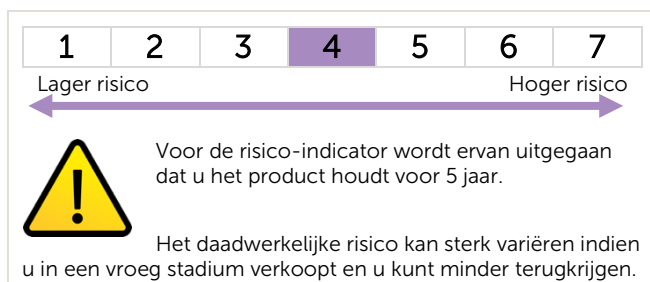 1 2 3 4 5 6 7
Lager risico Hoger risico
Voor de risico-indicator wordt ervan uitgegaan
dat u het product houdt voor 5 jaar.
Het daadwerkelijke risico kan sterk variëren indien
u in een vroeg stadium verkoopt en u kunt minder terugkrijgen.